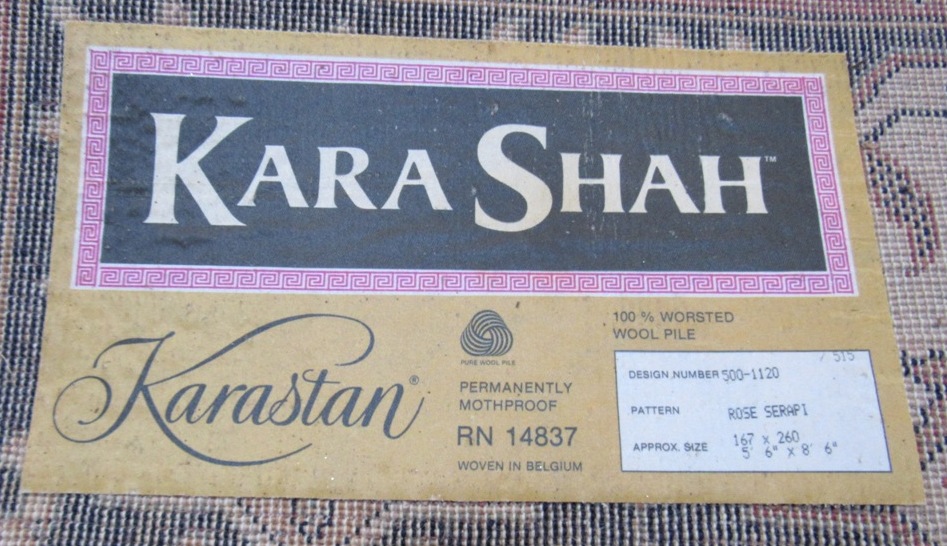 KARA SHAH™
Karastan®
PURE WOOL PILE
PERMANENTLY
MOTHPROOF
RN 14837
WOVEN IN BELGIUM
100 % WORSTED
WOOL PILE
/ 515
DESIGN NUMBER 500-1120
PATTERN ROSE SERAPI
APPROX. SIZE 167 x 260
5' 6" X 8' 6"